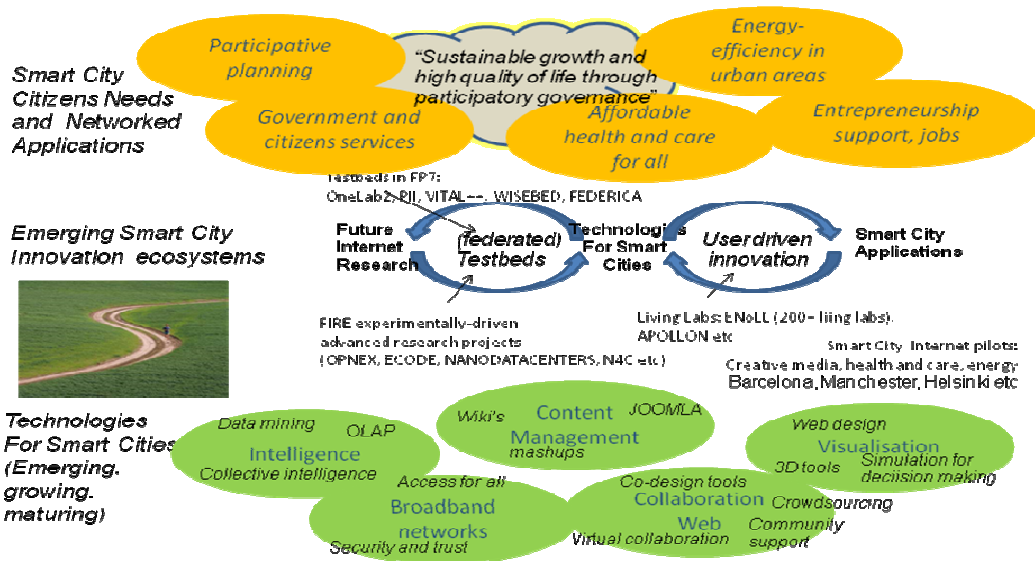 Smart City
Citizens Needs
and Networked
Applications
Participative
planning
"Sustainable growth and
high quality of life through
participatory governance"
Energy-
efficiency in
urban areas
Government and
citizens services
Affordable
health and care
for all
Entrepreneurship
support, jobs
Testbeds in FP7:
OneLab2, PII, VITAL++, WISEBED, FEDERICA
Emerging Smart City
Innovation ecosystems
Future
Internet
Research
(federated)
Testbeds
Technologies
For Smart
Cities
User driven
innovation
Smart City
Applications
FIRE experimentally-driven
advanced research projects
(OPNEX, ECODE, NANODATACENTERS, N4C etc)
Living Labs: ENoLL (200+ liing labs),
APOLLON etc
Smart City Internet pilots:
Creative media, health and care, energy
Barcelona, Manchester, Helsinki etc
Technologies
For Smart Cities
(Emerging,
growing,
maturing)
Data mining
OLAP
Intelligence
Collective intelligence
Wiki's
Content
JOOMLA
Management
mashups
Web design
Visualisation
3D tools
Simulation for
deciision making
Access for all
Broadband
networks
Security and trust
Co-design tools
Collaboration
Web
Crowdsourcing
Virtual collaboration
Community
support